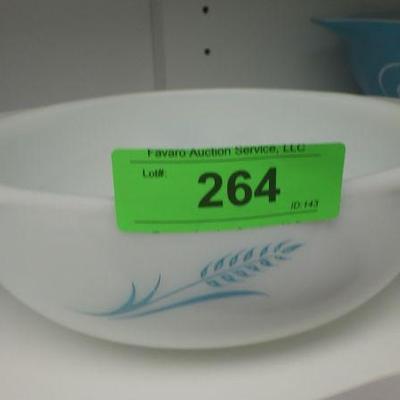 Favaro Auction Service, LLC
Lot#:
264
ID:143